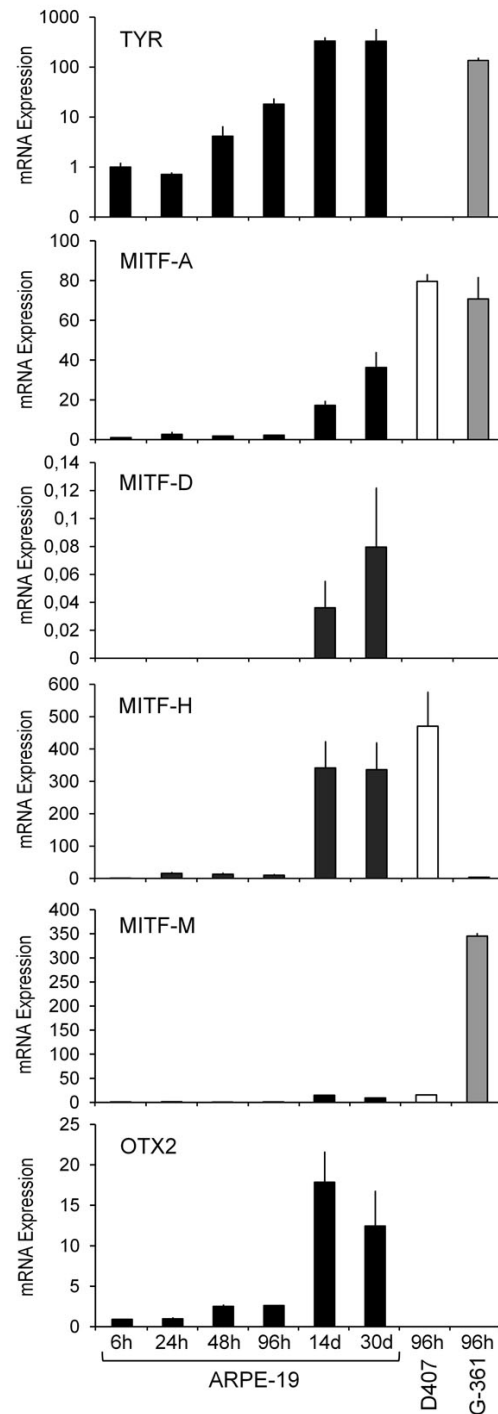 TYR
mRNA Expression
1000
100
10
1
0
MITF-A
mRNA Expression
100
80
60
40
20
0
MITF-D
mRNA Expression
0,14
0,12
0,1
0,08
0,06
0,04
0,02
0
MITF-H
mRNA Expression
600
500
400
300
200
100
0
MITF-M
mRNA Expression
400
350
300
250
200
150
100
50
0
OTX2
mRNA Expression
25
20
15
10
5
0
6h 24h 48h 96h 14d 30d 96h 96h
ARPE-19
D407
G-361